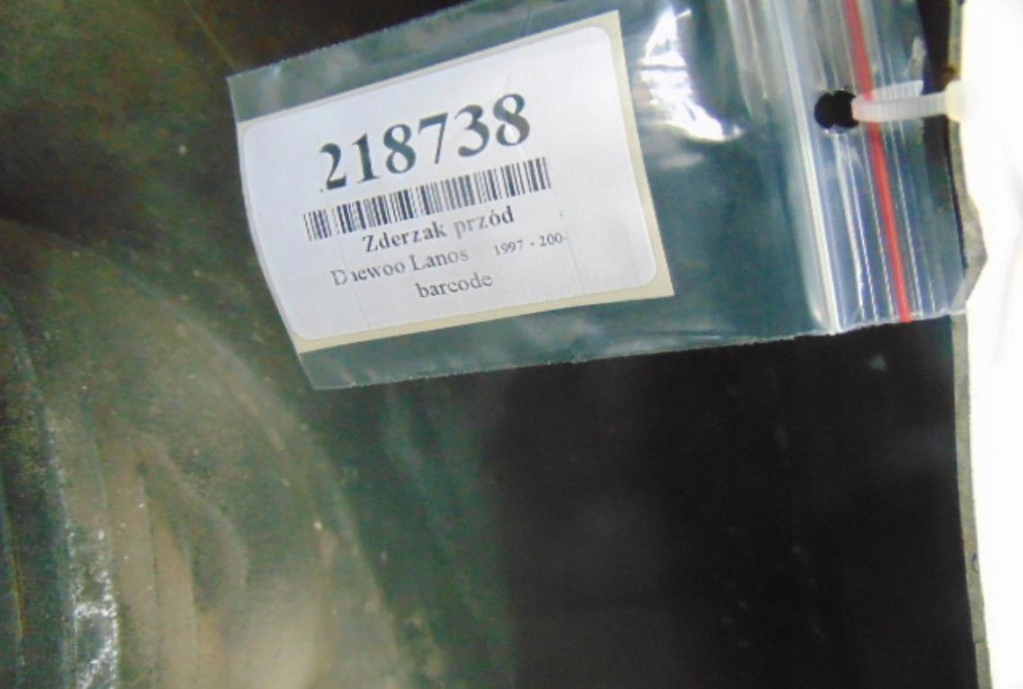 218738
Zderzak przód
Daewoo Lanos 1997 - 200
barcode